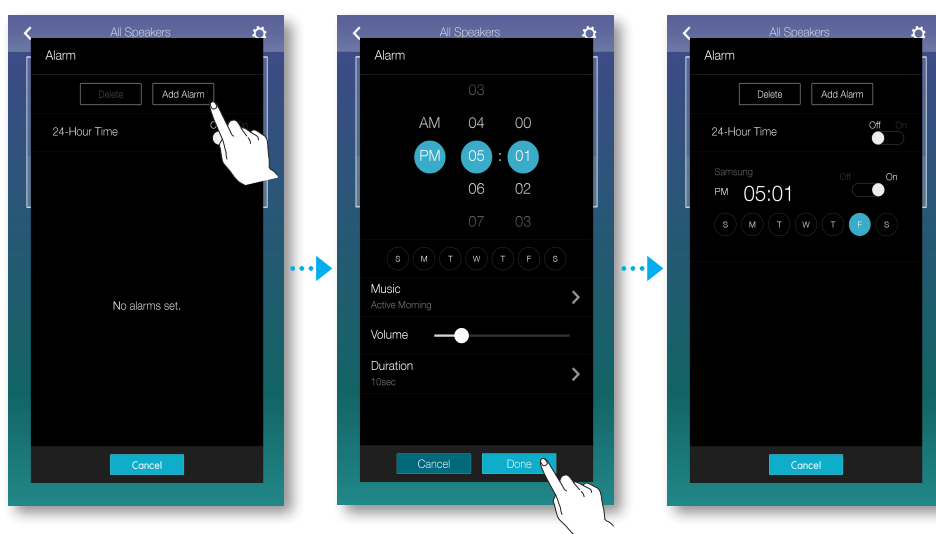 All Speakers
Alarm
Delete Add Alarm
24-Hour Time
No alarms set.
Cancel
All Speakers
Alarm
03
AM 04 00
PM 05 : 01
06 02
07 03
S M T W T F S
Music
Active Morning
Volume
Duration
10sec
Cancel Done
All Speakers
Alarm
Delete Add Alarm
24-Hour Time Off On
Samsung Off On
PM 05:01
S M T W T F S
Cancel